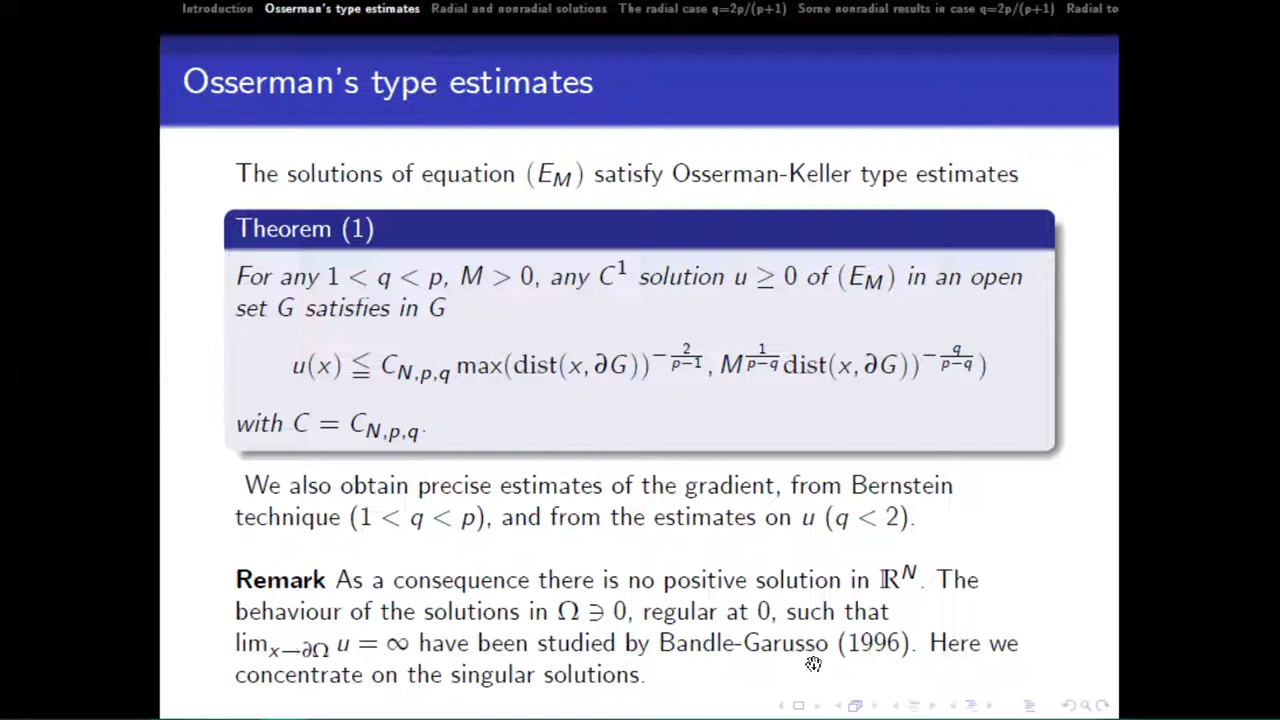 Introduction Osserman's type estimates Radial and nonradial solutions The radial case q=2p/(p+1) Some nonradial results in case q=2p/(p+1) Radial to
Osserman's type estimates
The solutions of equation (E_M) satisfy Osserman-Keller type estimates
Theorem (1)
For any 1 < q < p, M > 0, any C^1 solution u ≥ 0 of (E_M) in an open
set G satisfies in G
u(x) ≦ C_{N,p,q} max(dist(x, ∂G))^{-\frac{2}{p-1}}, M^{\frac{1}{p-q}} dist(x, ∂G))^{-\frac{q}{p-q}})
with C = C_{N,p,q}.
We also obtain precise estimates of the gradient, from Bernstein
technique (1 < q < p), and from the estimates on u (q < 2).
Remark As a consequence there is no positive solution in ℝ^N. The
behaviour of the solutions in Ω ∋ 0, regular at 0, such that
lim_{x→∂Ω} u = ∞ have been studied by Bandle-Garusso (1996). Here we
concentrate on the singular solutions.